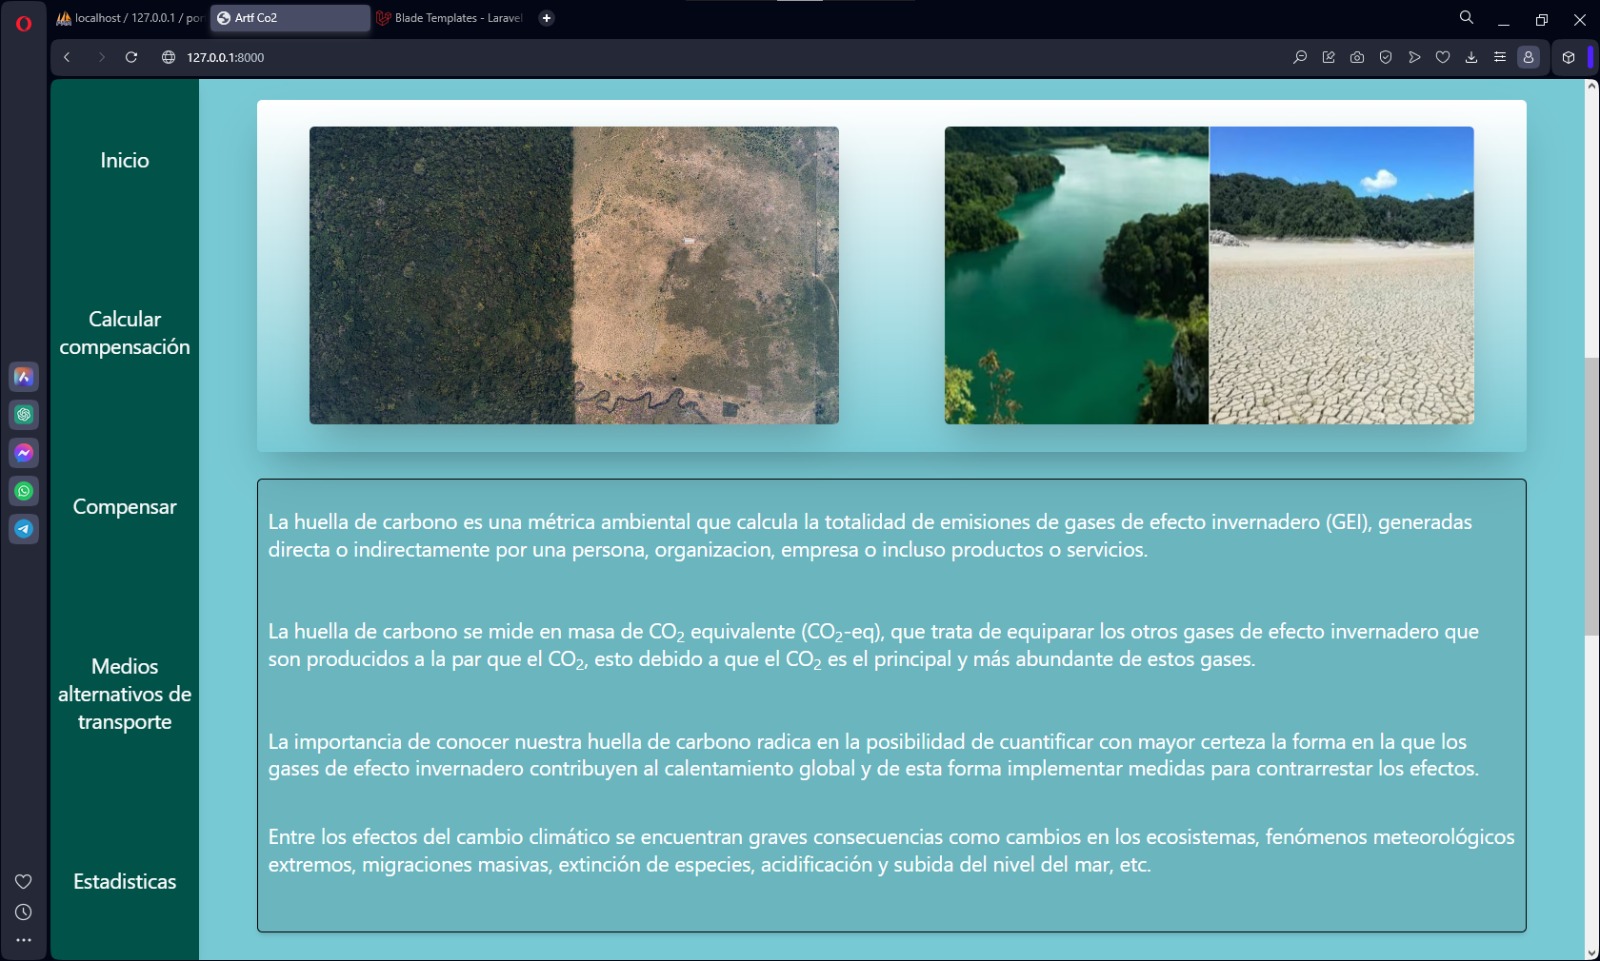 localhost / 127.0.0.1 / por
Artf Co2
Blade Templates - Laravel
127.0.0.1:8000
Inicio
Calcular
compensación
Compensar
Medios
alternativos de
transporte
Estadisticas
La huella de carbono es una métrica ambiental que calcula la totalidad de emisiones de gases de efecto invernadero (GEI), generadas
directa o indirectamente por una persona, organizacion, empresa o incluso productos o servicios.
La huella de carbono se mide en masa de CO₂ equivalente (CO₂-eq), que trata de equiparar los otros gases de efecto invernadero que
son producidos a la par que el CO₂, esto debido a que el CO₂ es el principal y más abundante de estos gases.
La importancia de conocer nuestra huella de carbono radica en la posibilidad de cuantificar con mayor certeza la forma en la que los
gases de efecto invernadero contribuyen al calentamiento global y de esta forma implementar medidas para contrarrestar los efectos.
Entre los efectos del cambio climático se encuentran graves consecuencias como cambios en los ecosistemas, fenómenos meteorológicos
extremos, migraciones masivas, extinción de especies, acidificación y subida del nivel del mar, etc.